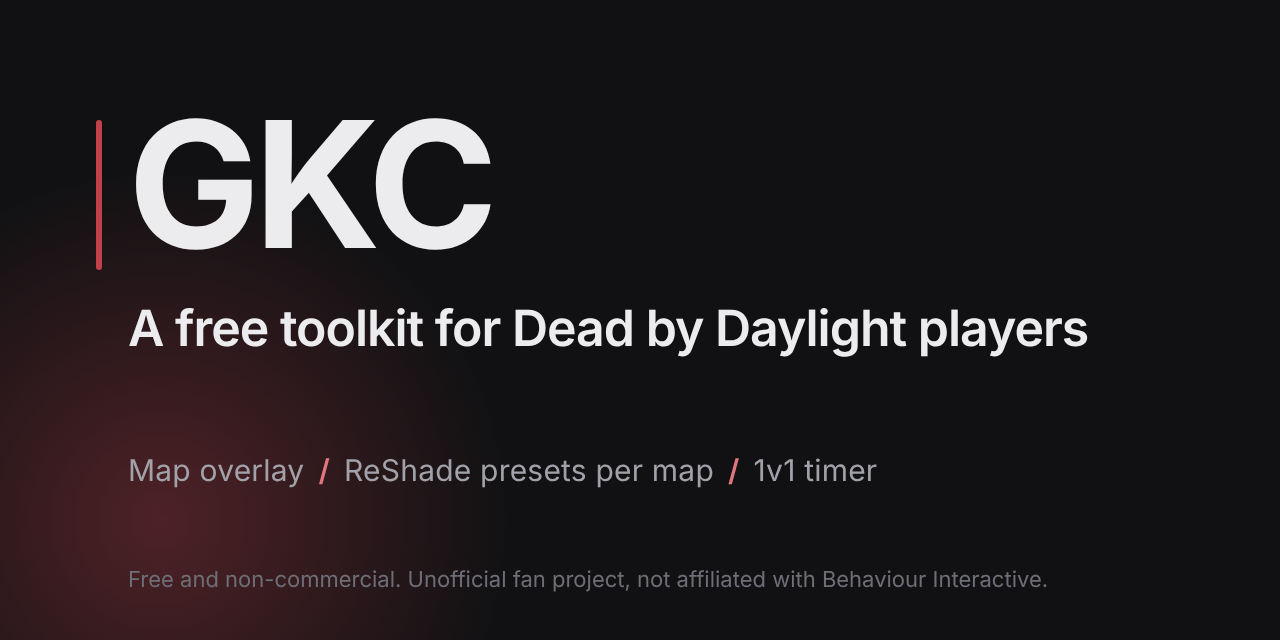 GKC
A free toolkit for Dead by Daylight players
Map overlay / ReShade presets per map / 1v1 timer
Free and non-commercial. Unofficial fan project, not affiliated with Behaviour Interactive.